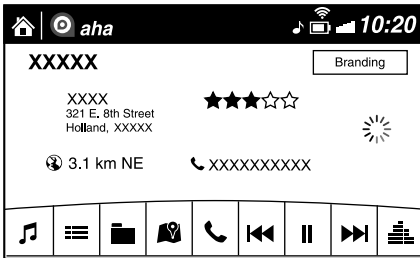 aha 10:20
XXXXX Branding
XXXX
321 E. 8th Street
Holland, XXXXX
3.1 km NE XXXXXXXXXX